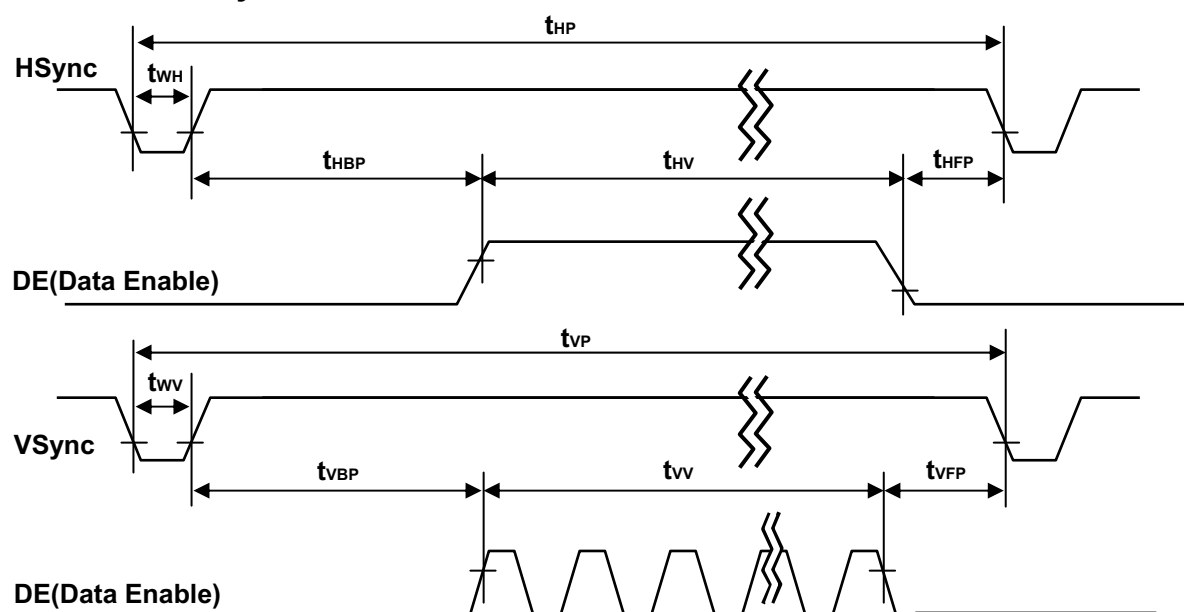 tHP
HSync
tWH
tHBP
tHV
tHFP
DE(Data Enable)
tVP
tWV
VSync
tVBP
tVV
tVFP
DE(Data Enable)